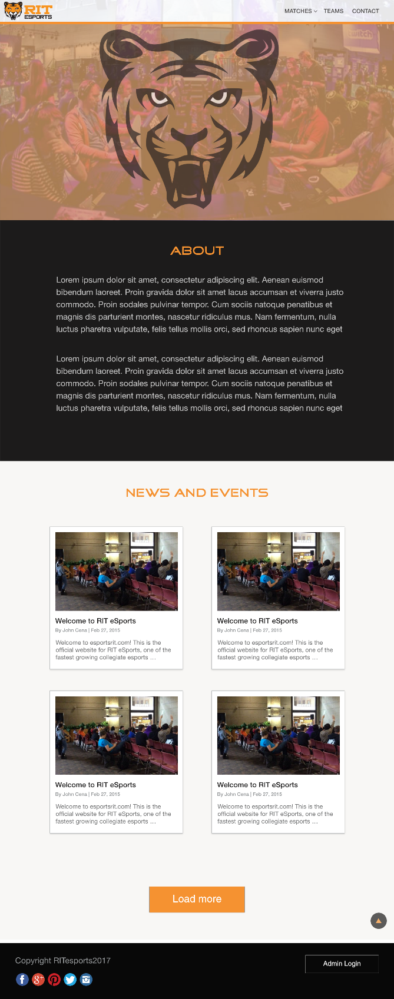 RIT
ESPORTS
MATCHES TEAMS CONTACT
twitch
ABOUT
Lorem ipsum dolor sit amet, consectetur adipiscing elit. Aenean euismod
bibendum laoreet. Proin gravida dolor sit amet lacus accumsan et viverra justo
commodo. Proin sodales pulvinar tempor. Cum sociis natoque penatibus et
magnis dis parturient montes, nascetur ridiculus mus. Nam fermentum, nulla
luctus pharetra vulputate, felis tellus mollis orci, sed rhoncus sapien nunc eget
Lorem ipsum dolor sit amet, consectetur adipiscing elit. Aenean euismod
bibendum laoreet. Proin gravida dolor sit amet lacus accumsan et viverra justo
commodo. Proin sodales pulvinar tempor. Cum sociis natoque penatibus et
magnis dis parturient montes, nascetur ridiculus mus. Nam fermentum, nulla
luctus pharetra vulputate, felis tellus mollis orci, sed rhoncus sapien nunc eget
NEWS AND EVENTS
Welcome to RIT eSports
By John Cena | Feb 27, 2015
Welcome to esportsrit.com! This is the
official website for RIT eSports, one of the
fastest growing collegiate esports ...
Welcome to RIT eSports
By John Cena | Feb 27, 2015
Welcome to esportsrit.com! This is the
official website for RIT eSports, one of the
fastest growing collegiate esports ...
Welcome to RIT eSports
By John Cena | Feb 27, 2015
Welcome to esportsrit.com! This is the
official website for RIT eSports, one of the
fastest growing collegiate esports ...
Welcome to RIT eSports
By John Cena | Feb 27, 2015
Welcome to esportsrit.com! This is the
official website for RIT eSports, one of the
fastest growing collegiate esports ...
Load more
Copyright RITesports2017
Admin Login